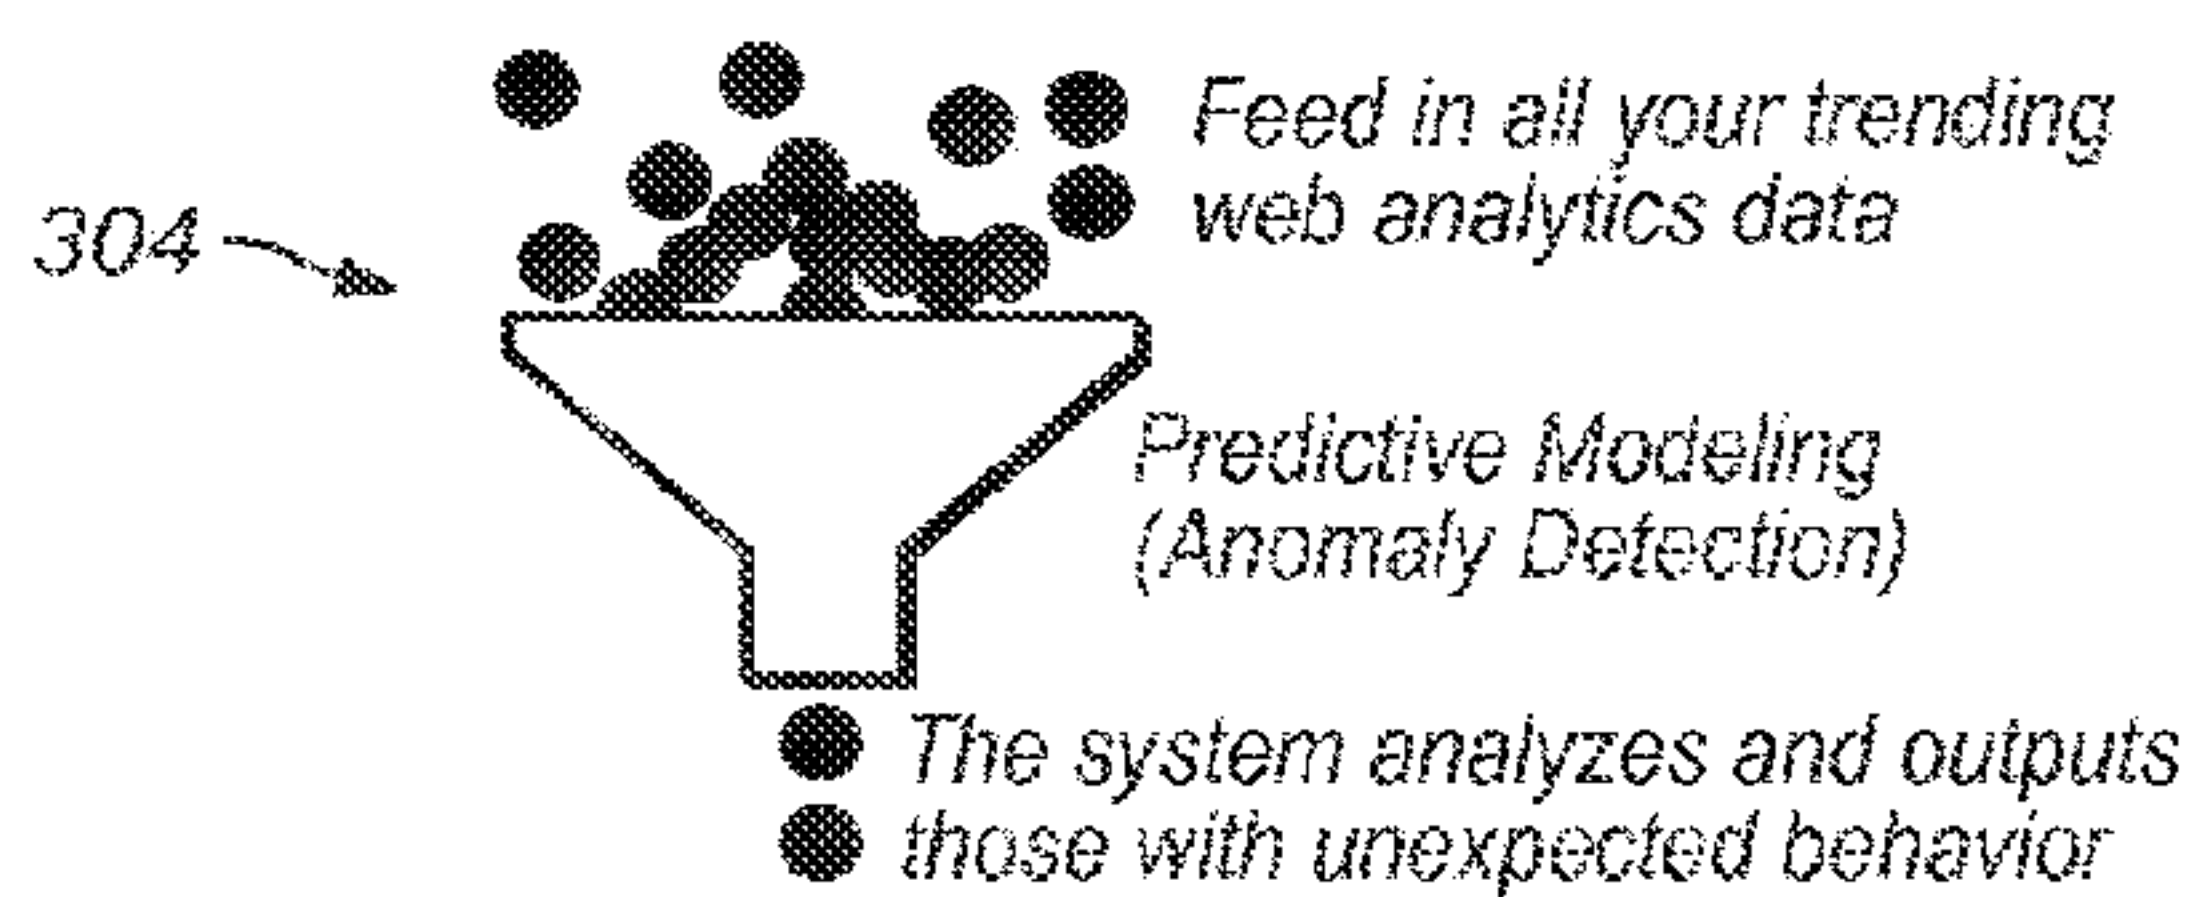 Feed in all your trending
web analytics data
304
Predictive Modeling
(Anomaly Detection)
The system analyzes and outputs
those with unexpected behavior